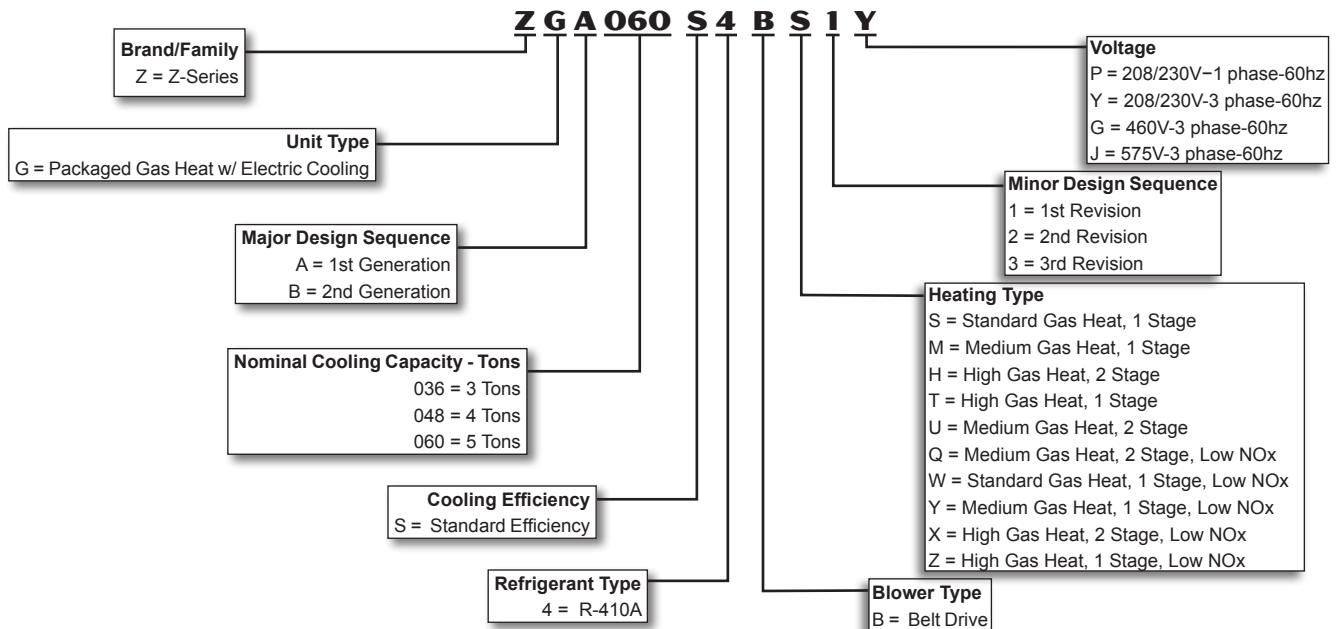 Z G A 060 S 4 B S 1 Y
Brand/Family
Z = Z-Series
Unit Type
G = Packaged Gas Heat w/ Electric Cooling
Major Design Sequence
A = 1st Generation
B = 2nd Generation
Nominal Cooling Capacity - Tons
036 = 3 Tons
048 = 4 Tons
060 = 5 Tons
Cooling Efficiency
S = Standard Efficiency
Refrigerant Type
4 = R-410A
Voltage
P = 208/230V−1 phase-60hz
Y = 208/230V-3 phase-60hz
G = 460V-3 phase-60hz
J = 575V-3 phase-60hz
Minor Design Sequence
1 = 1st Revision
2 = 2nd Revision
3 = 3rd Revision
Heating Type
S = Standard Gas Heat, 1 Stage
M = Medium Gas Heat, 1 Stage
H = High Gas Heat, 2 Stage
T = High Gas Heat, 1 Stage
U = Medium Gas Heat, 2 Stage
Q = Medium Gas Heat, 2 Stage, Low NOx
W = Standard Gas Heat, 1 Stage, Low NOx
Y = Medium Gas Heat, 1 Stage, Low NOx
X = High Gas Heat, 2 Stage, Low NOx
Z = High Gas Heat, 1 Stage, Low NOx
Blower Type
B = Belt Drive